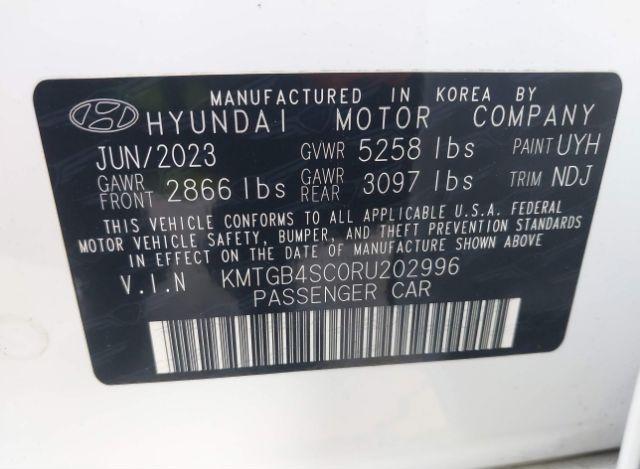 MANUFACTURED IN KOREA BY
HYUNDAI MOTOR COMPANY
JUN/2023 GVWR 5258 lbs PAINT UYH
GAWR FRONT 2866 lbs GAWR REAR 3097 lbs TRIM NDJ
THIS VEHICLE CONFORMS TO ALL APPLICABLE U.S.A. FEDERAL
MOTOR VEHICLE SAFETY, BUMPER, AND THEFT PREVENTION STANDARDS
IN EFFECT ON THE DATE OF MANUFACTURE SHOWN ABOVE
V.I.N KMTGB4SC0RU202996
PASSENGER CAR